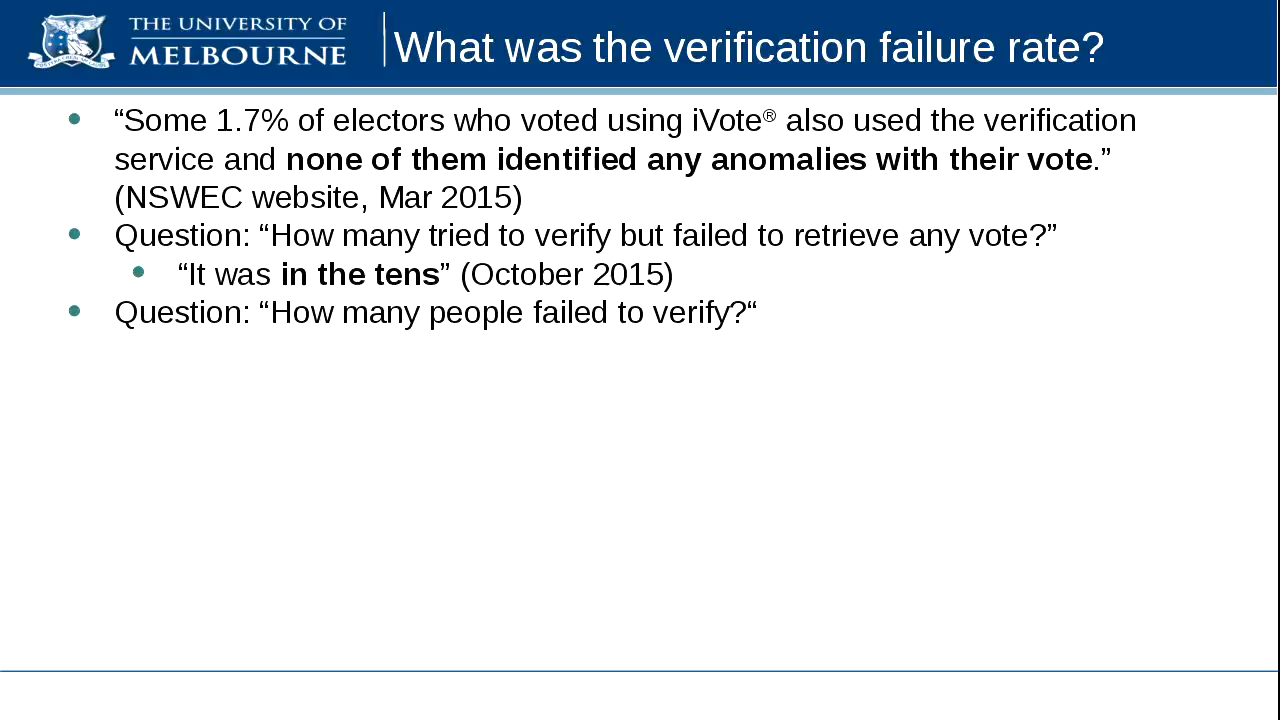 THE UNIVERSITY OF
MELBOURNE
What was the verification failure rate?
• “Some 1.7% of electors who voted using iVote® also used the verification
service and none of them identified any anomalies with their vote.”
(NSWEC website, Mar 2015)
• Question: “How many tried to verify but failed to retrieve any vote?”
• “It was in the tens” (October 2015)
• Question: “How many people failed to verify?“